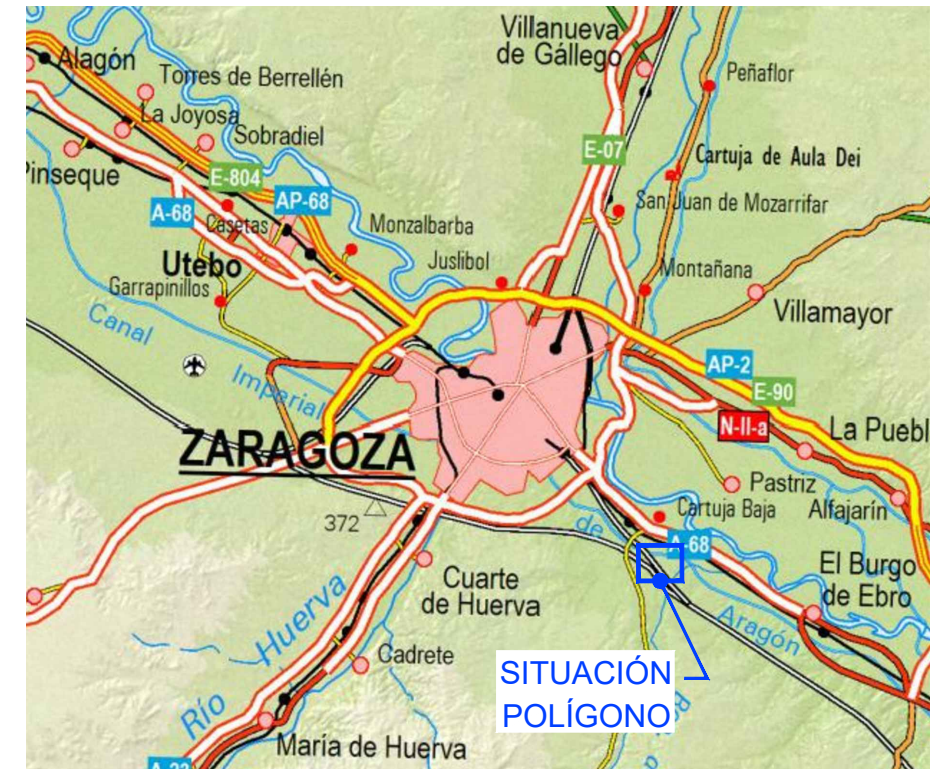 Villanueva
de Gállego
Alagón
Torres de Berrellén
Peñaflor
La Joyosa
Sobradiel
E-07
Cartuja de Aula Dei
Pinseque
E-804
AP-68
A-68
Casetas
San Juan de Mozarrifar
Monzalbarba
Utebo
Juslibol
Montañana
Garrapinillos
Villamayor
Canal
Imperial
AP-2
E-90
N-II-a
La Puebl
ZARAGOZA
Pastriz
Alfajarín
Cartuja Baja
372
de
A-68
El Burgo
de Ebro
Cuarte
de Huerva
Río Huerva
Aragón
Cadrete
SITUACIÓN
POLÍGONO
María de Huerva